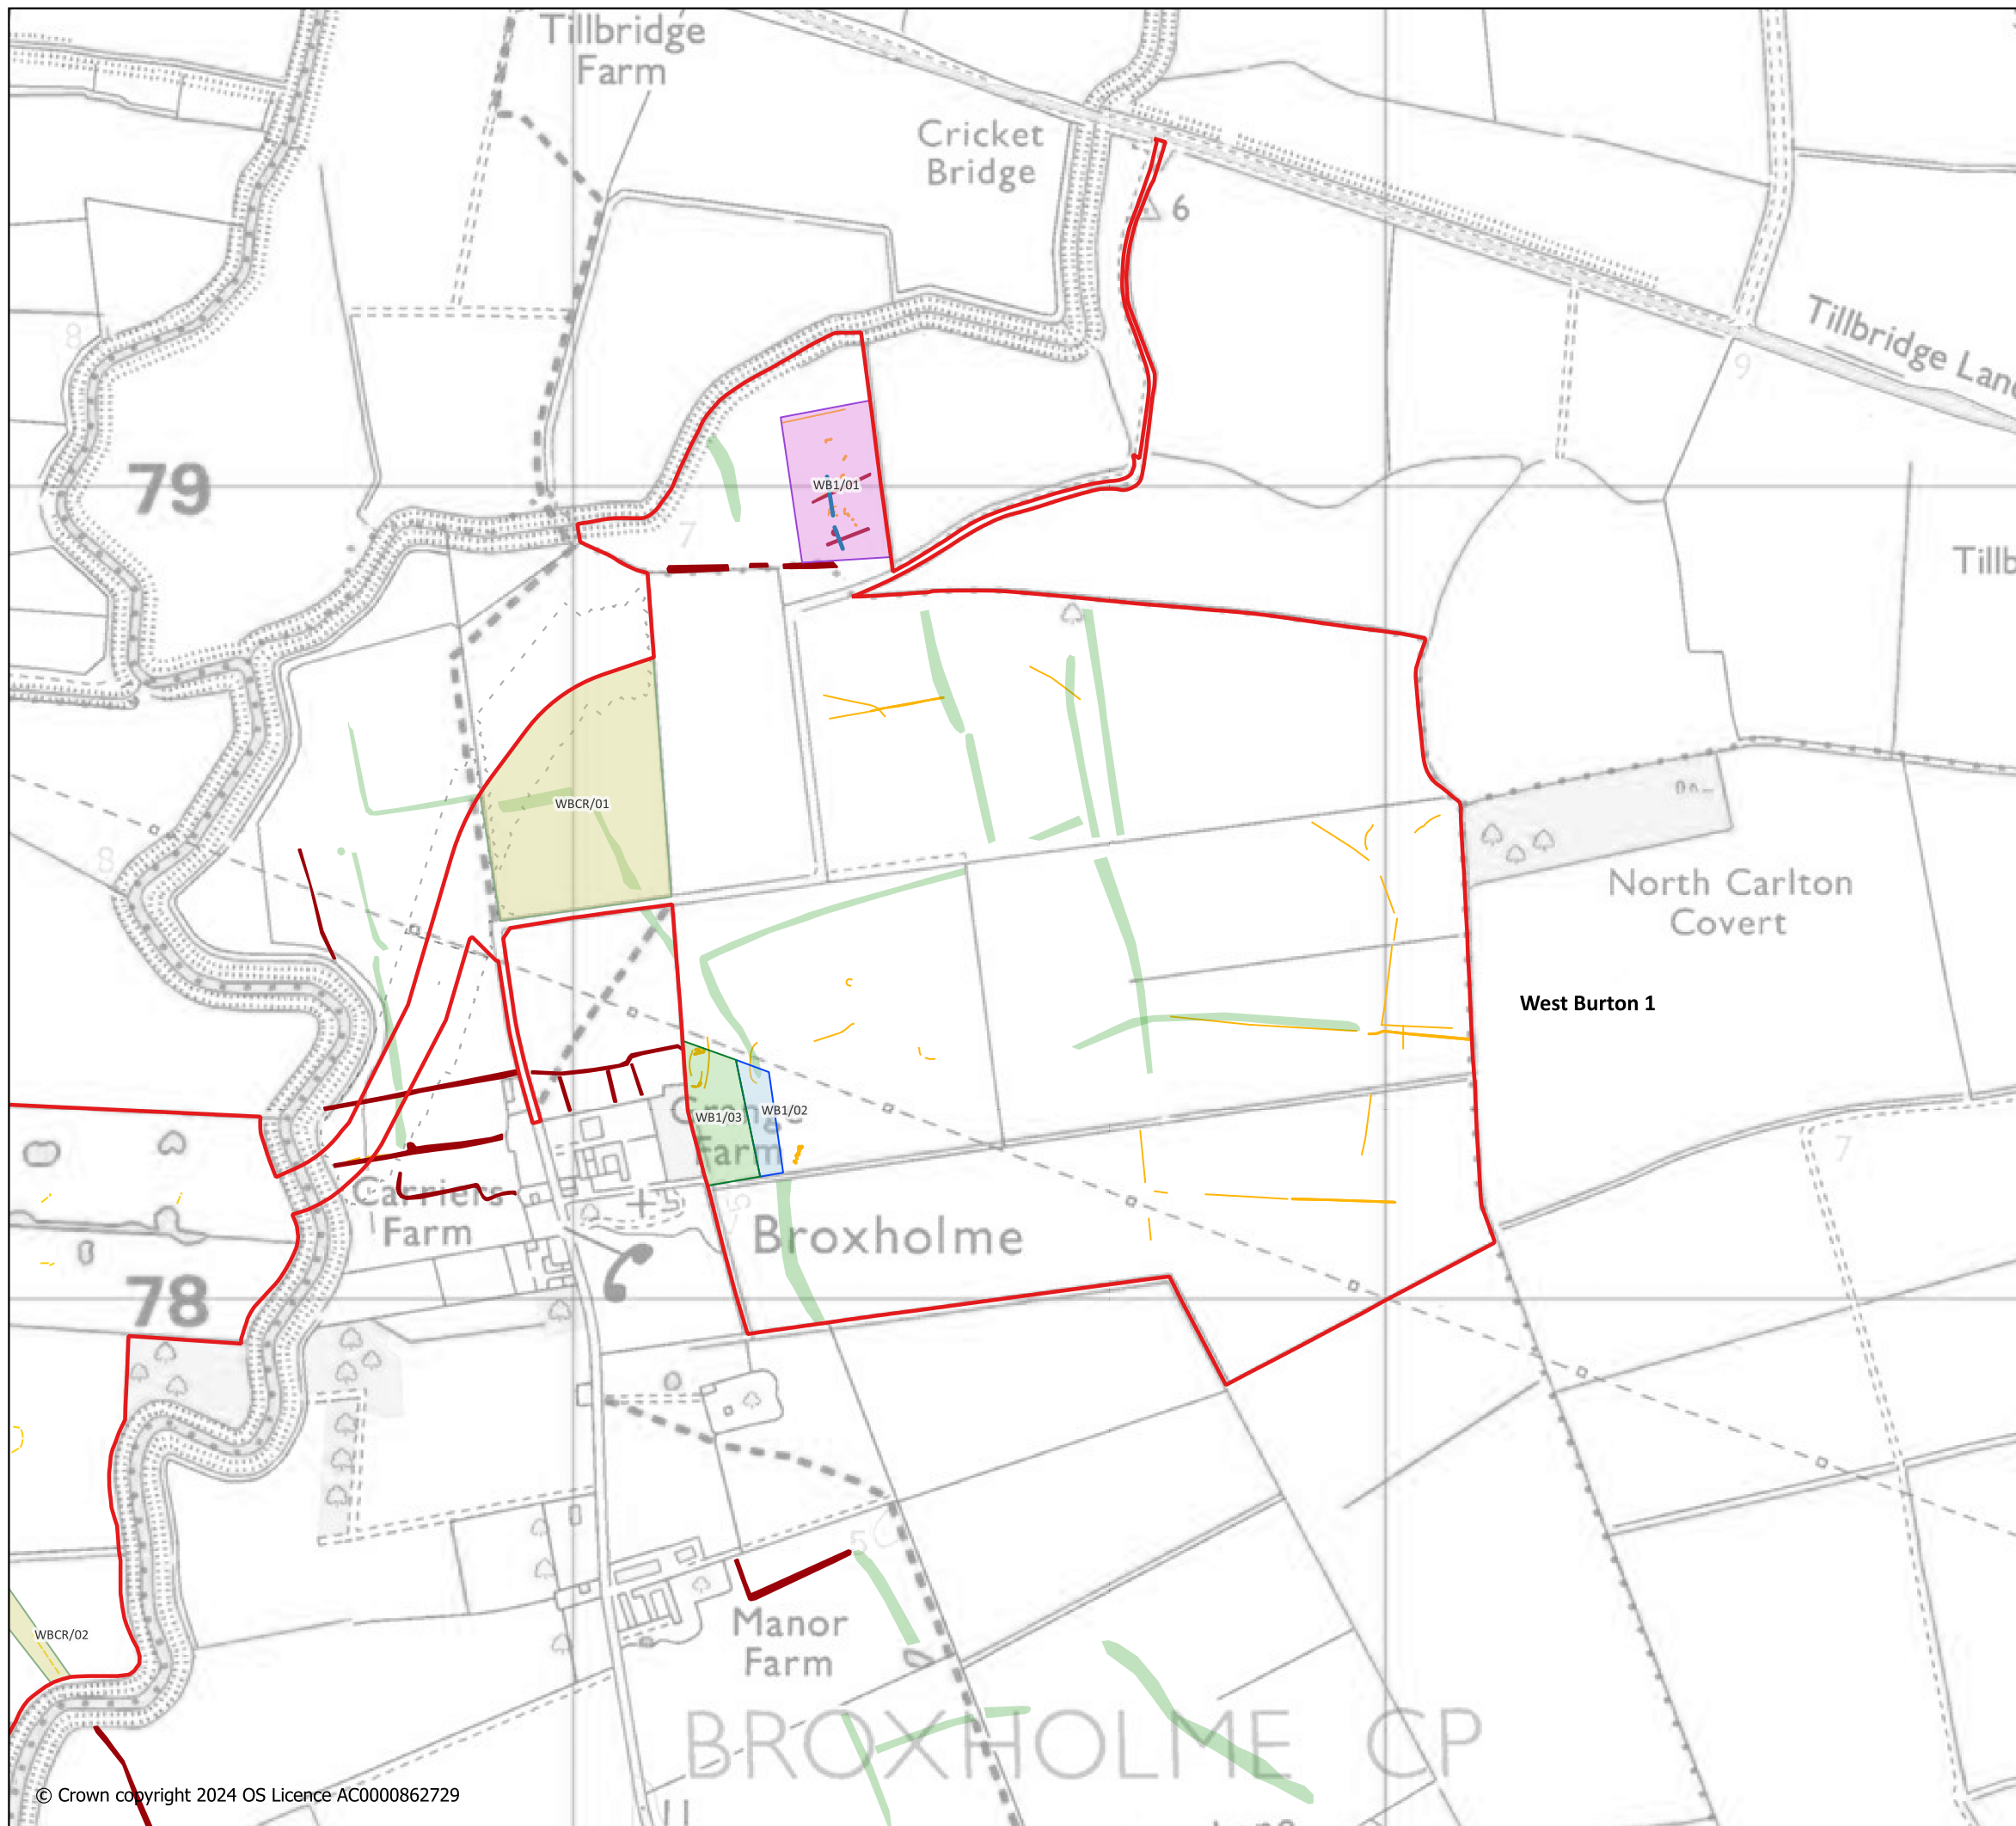 Tillbridge
Farm
Cricket
Bridge
6
Tillbridge Lane
8
9
79
WB1/01
7
Tillb
WBCR/01
8
North Carlton
Covert
West Burton 1
Grange
Farm
WB1/03
WB1/02
7
Carriers
Farm
Broxholme
78
5
Manor
Farm
WBCR/02
BROXHOLME CP
© Crown copyright 2024 OS Licence AC0000862729